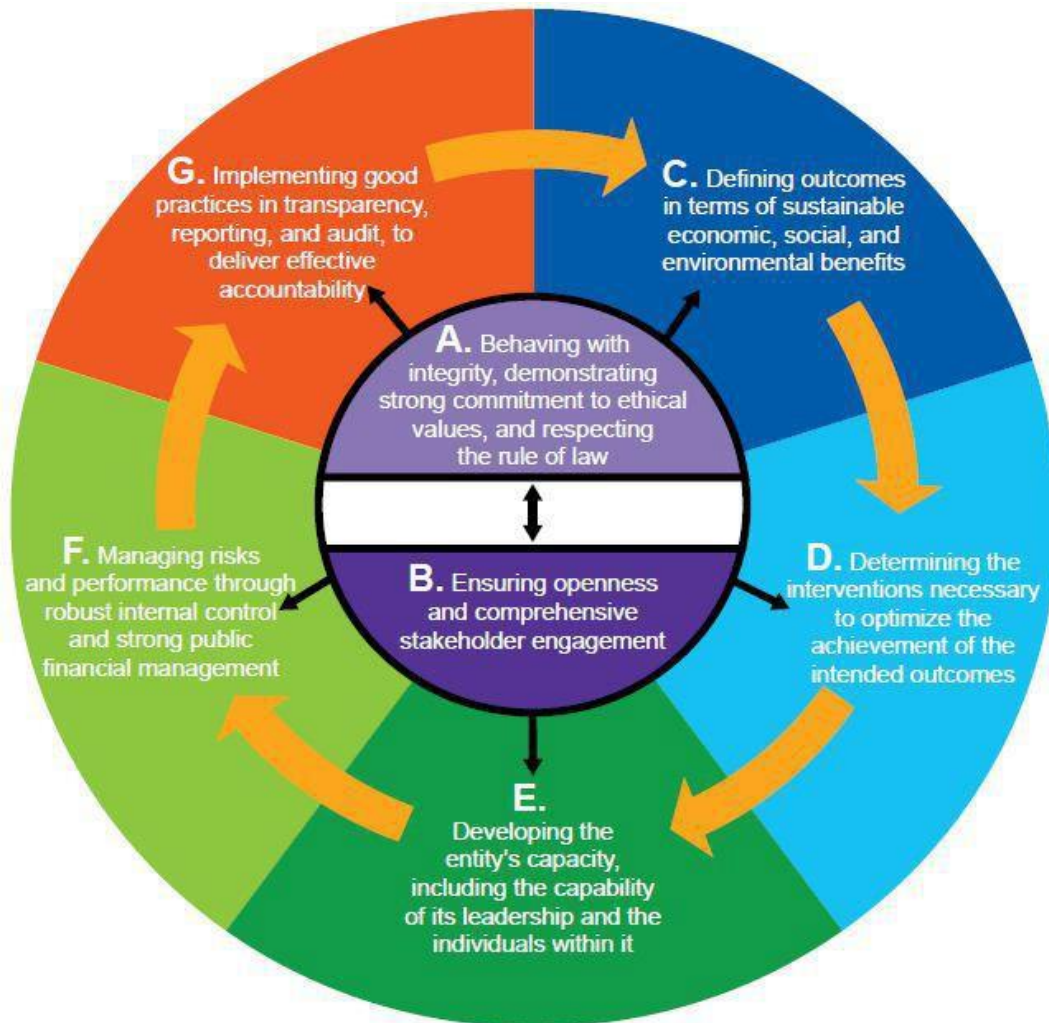 A. Behaving with
integrity, demonstrating
strong commitment to ethical
values, and respecting
the rule of law
B. Ensuring openness
and comprehensive
stakeholder engagement
C. Defining outcomes
in terms of sustainable
economic, social, and
environmental benefits
D. Determining the
interventions necessary
to optimize the
achievement of the
intended outcomes
E.
Developing the
entity's capacity,
including the capability
of its leadership and the
individuals within it
F. Managing risks
and performance through
robust internal control
and strong public
financial management
G. Implementing good
practices in transparency,
reporting, and audit, to
deliver effective
accountability